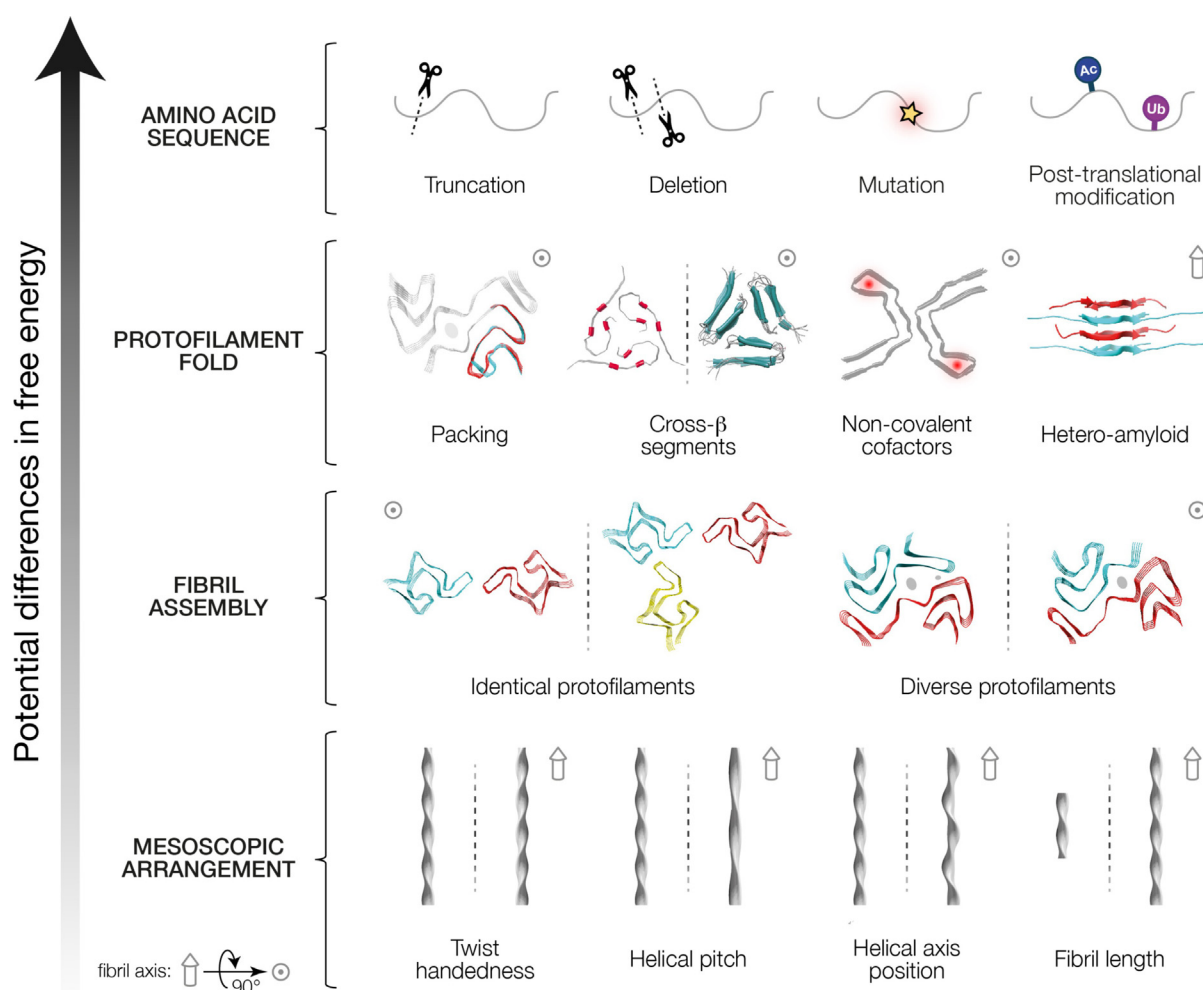 Potential differences in free energy
AMINO ACID
SEQUENCE
Ac
Ub
Truncation
Deletion
Mutation
Post-translational
modification
PROTOFILAMENT
FOLD
Packing
Cross-β
segments
Non-covalent
cofactors
Hetero-amyloid
FIBRIL
ASSEMBLY
Identical protofilaments
Diverse protofilaments
MESOSCOPIC
ARRANGEMENT
Twist
handedness
Helical pitch
Helical axis
position
Fibril length
fibril axis:
90°